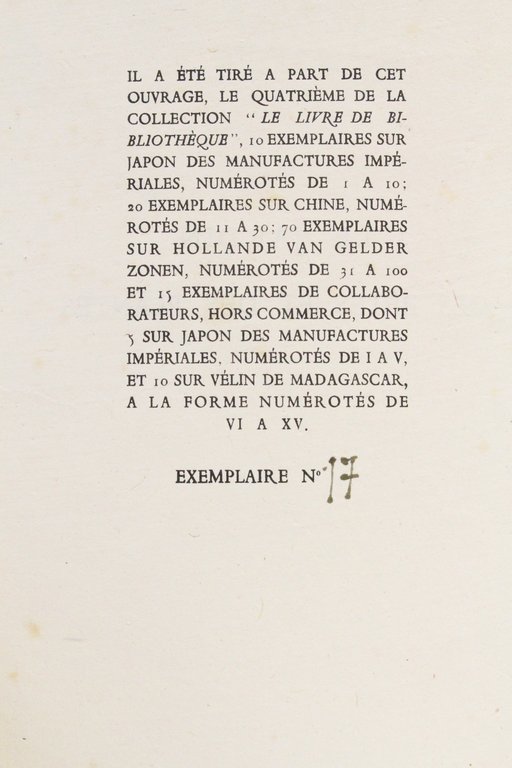 IL A ÉTÉ TIRÉ A PART DE CET
OUVRAGE, LE QUATRIÈME DE LA
COLLECTION "LE LIVRE DE BI-
BLIOTHÈQUE", 10 EXEMPLAIRES SUR
JAPON DES MANUFACTURES IMPÉ-
RIALES, NUMÉROTÉS DE 1 A 10;
20 EXEMPLAIRES SUR CHINE, NUMÉ-
ROTÉS DE 11 A 30; 70 EXEMPLAIRES
SUR HOLLANDE VAN GELDER
ZONEN, NUMÉROTÉS DE 31 A 100
ET 15 EXEMPLAIRES DE COLLABO-
RATEURS, HORS COMMERCE, DONT
5 SUR JAPON DES MANUFACTURES
IMPÉRIALES, NUMÉROTÉS DE I A V,
ET 10 SUR VÉLIN DE MADAGASCAR,
A LA FORME NUMÉROTÉS DE
VI A XV.
EXEMPLAIRE No 17